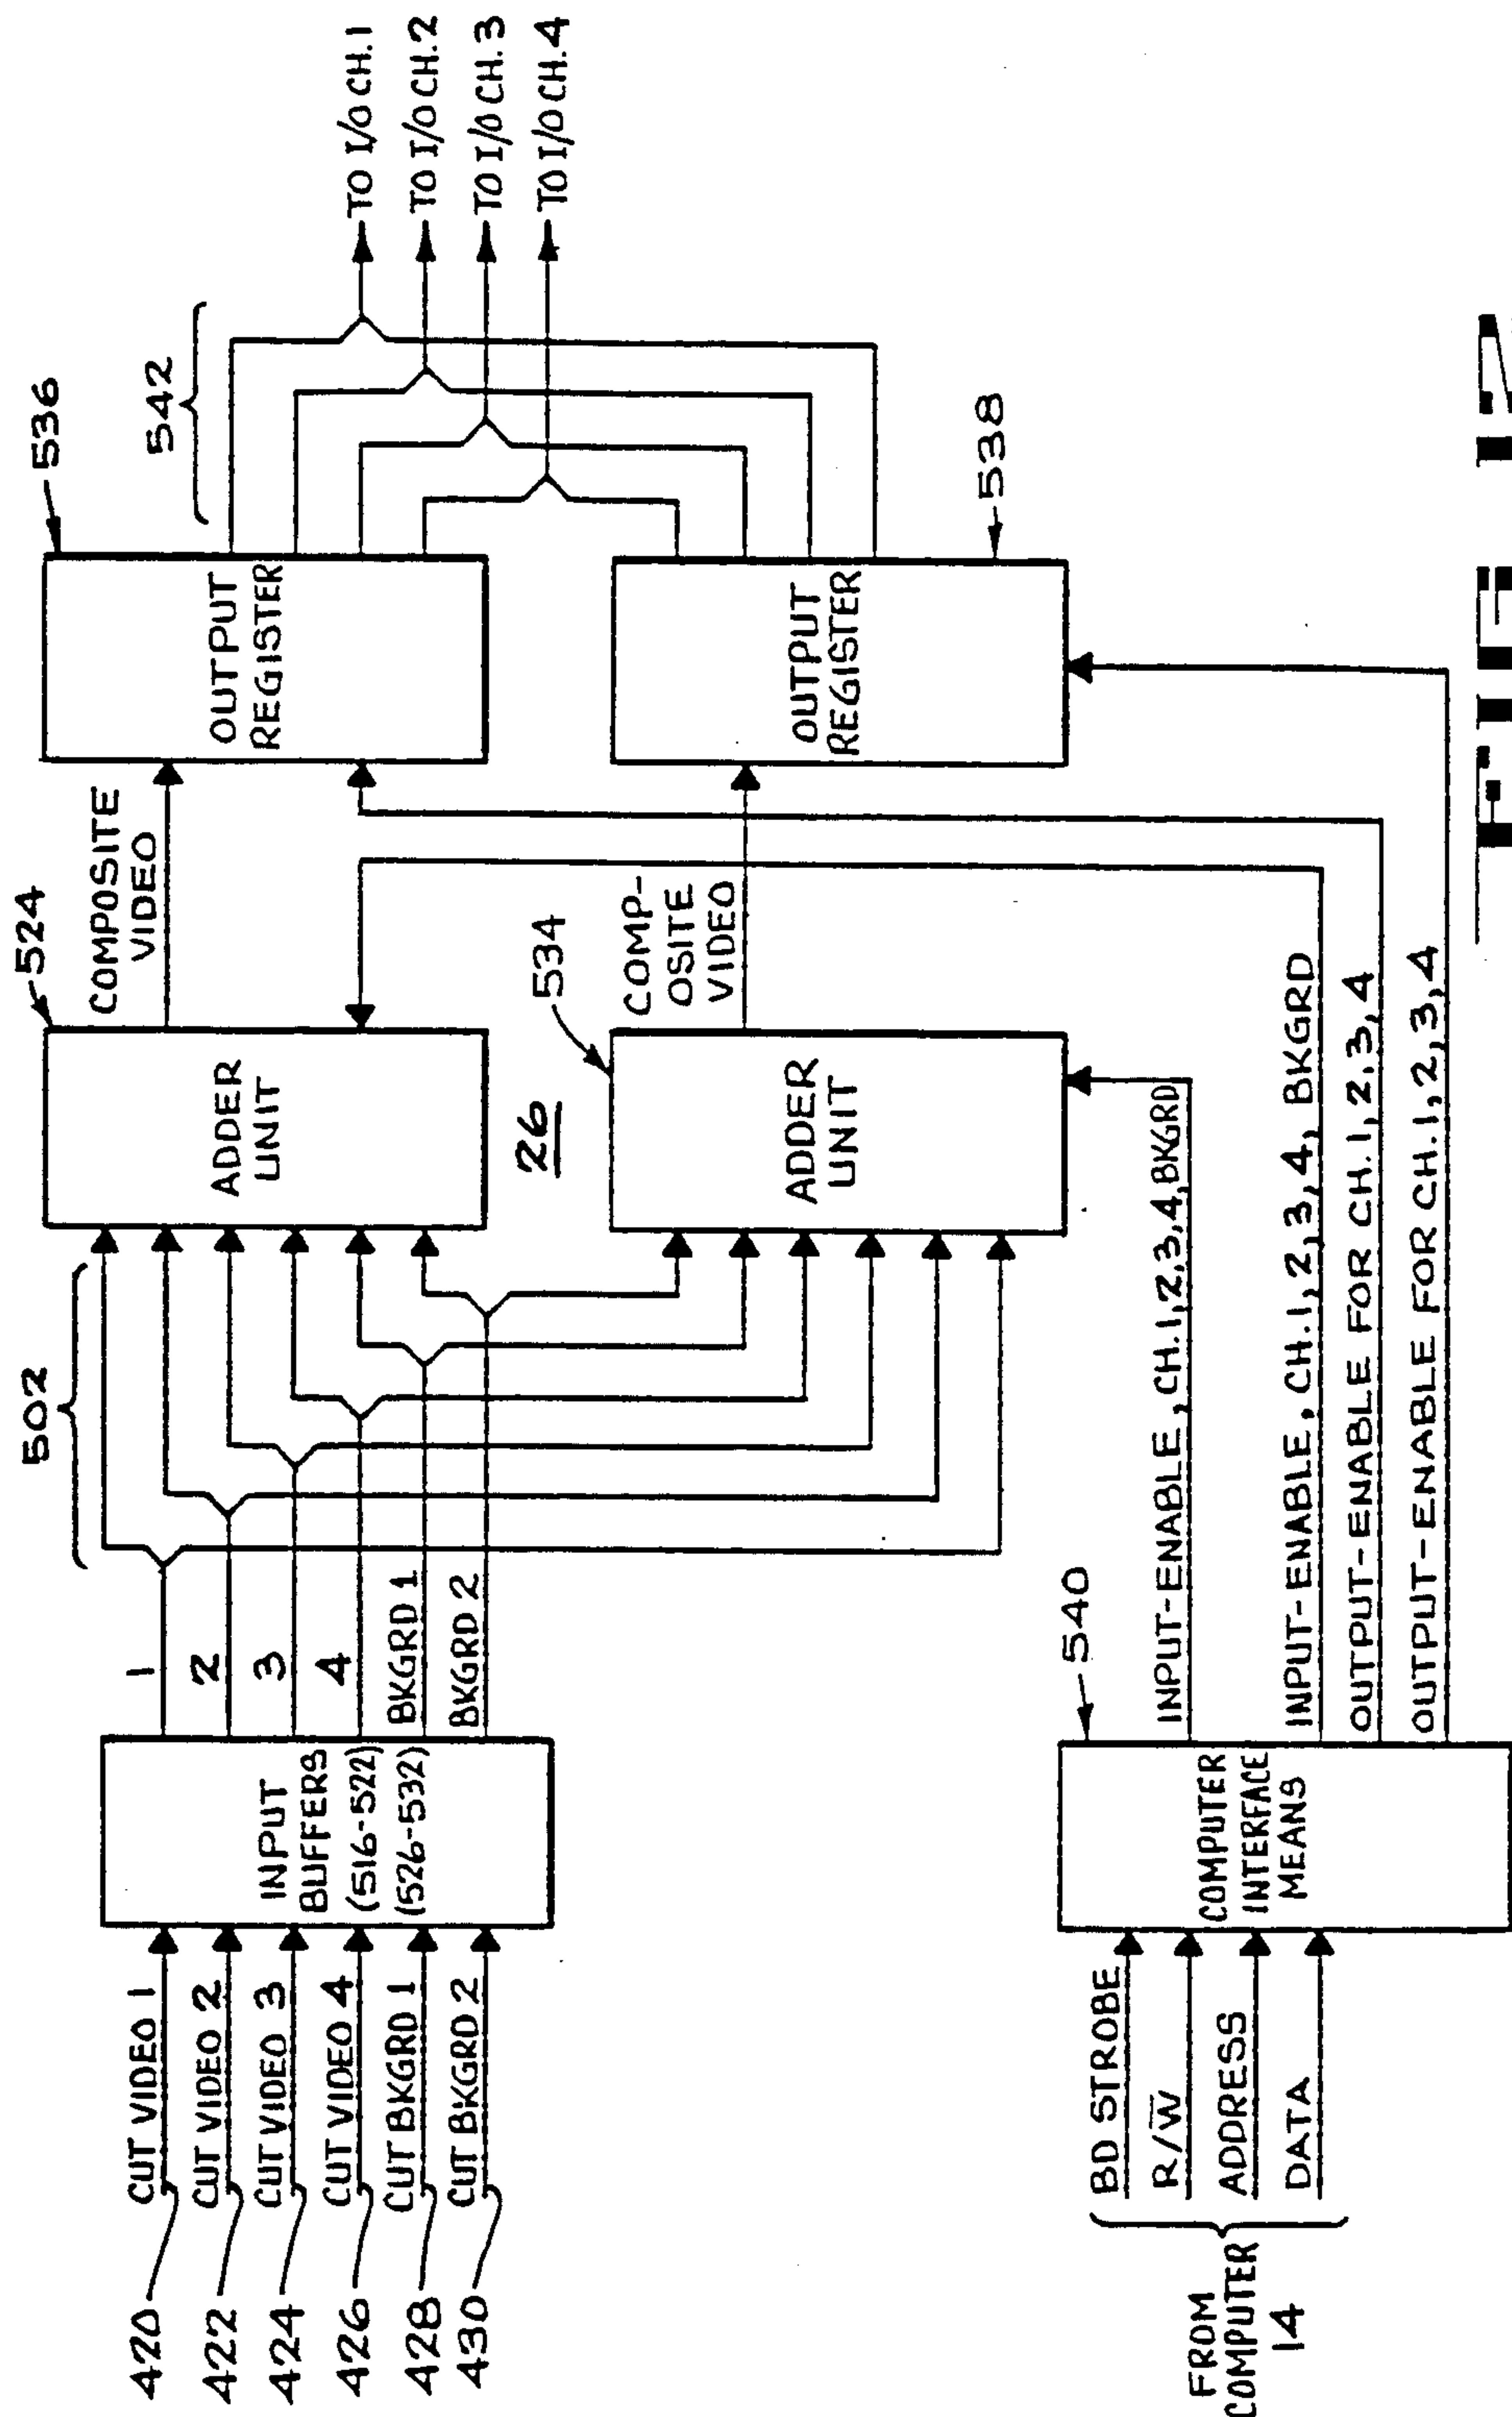 420
422
424
426
428
430
CUT VIDEO 1
CUT VIDEO 2
CUT VIDEO 3
CUT VIDEO 4
CUT BKGRD 1
CUT BKGRD 2
INPUT
BUFFERS
(516-522)
(526-532)
1
2
3
4
BKGRD 1
BKGRD 2
502
524
ADDER
UNIT
26
534
ADDER
UNIT
COMPOSITE
VIDEO
COMP-
OSITE
VIDEO
536
OUTPUT
REGISTER
OUTPUT
REGISTER
538
542
TO I/O CH. 1
TO I/O CH. 2
TO I/O CH. 3
TO I/O CH. 4
FROM
COMPUTER
14
BD STROBE
R/W̅
ADDRESS
DATA
540
COMPUTER
INTERFACE
MEANS
INPUT-ENABLE, CH. 1,2,3,4,BKGRD
INPUT-ENABLE, CH. 1, 2, 3, 4, BKGRD
OUTPUT-ENABLE FOR CH. 1, 2, 3, 4
OUTPUT-ENABLE FOR CH. 1, 2, 3, 4